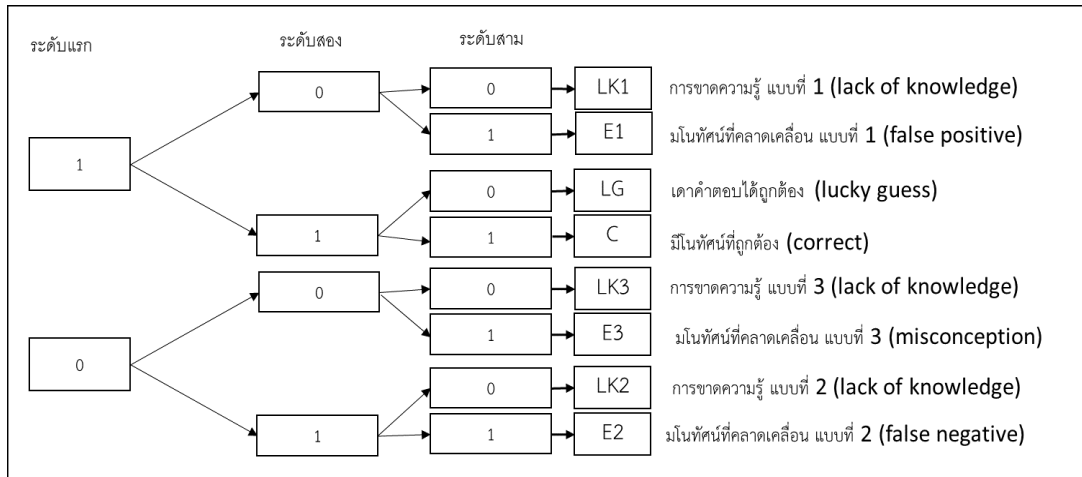 ระดับแรก ระดับสอง ระดับสาม
0 0 LK1 การขาดความรู้ แบบที่ 1 (lack of knowledge)
1 E1 มโนทัศน์ที่คลาดเคลื่อน แบบที่ 1 (false positive)
1
0 LG เดาคำตอบได้ถูกต้อง (lucky guess)
1 1 C มีโนทัศน์ที่ถูกต้อง (correct)
0 0 LK3 การขาดความรู้ แบบที่ 3 (lack of knowledge)
1 E3 มโนทัศน์ที่คลาดเคลื่อน แบบที่ 3 (misconception)
0
0 LK2 การขาดความรู้ แบบที่ 2 (lack of knowledge)
1 1 E2 มโนทัศน์ที่คลาดเคลื่อน แบบที่ 2 (false negative)